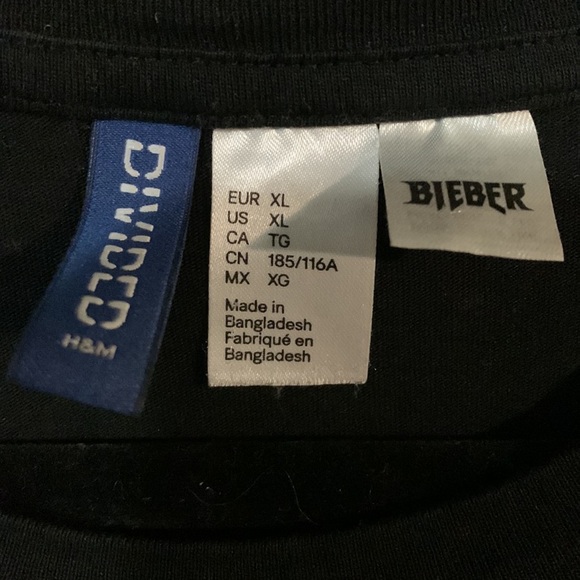 DIVIDED
H&M
EUR XL
US XL
CA TG
CN 185/116A
MX XG
Made in
Bangladesh
Fabriqué en
Bangladesh
BIEBER